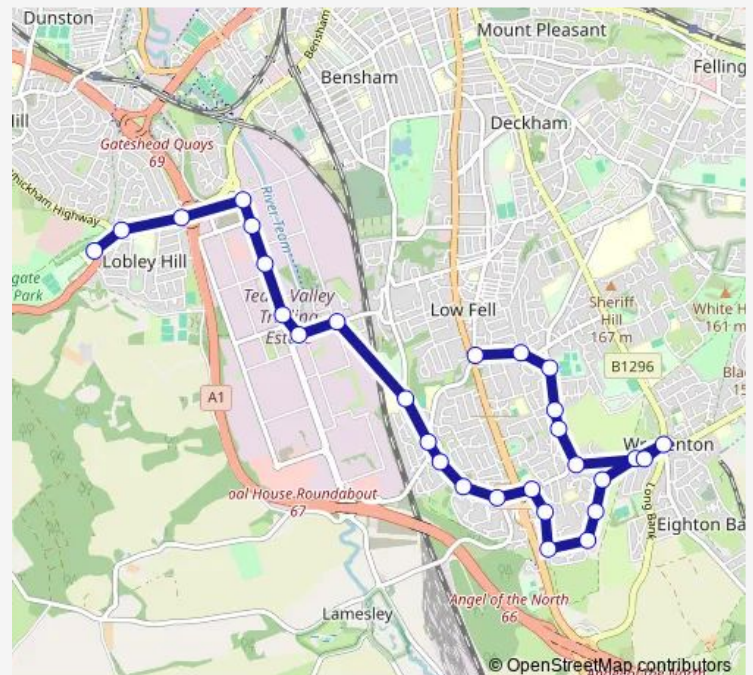 Dunston
Mount Pleasant
Bensham
Bensham
Felling
Deckham
Gateshead Quays
69
Whickham Highway
River Team
Lobley Hill
gate
Park
Team Valley
Trading
Low Fell
Sheriff
Hill
167 m
White H
161 m
B1296
A1
Bla
15
oal House Roundabout
67
Long Bank
Eighton Ba
Angel of the North
66
Lamesley
© OpenStreetMap contributors